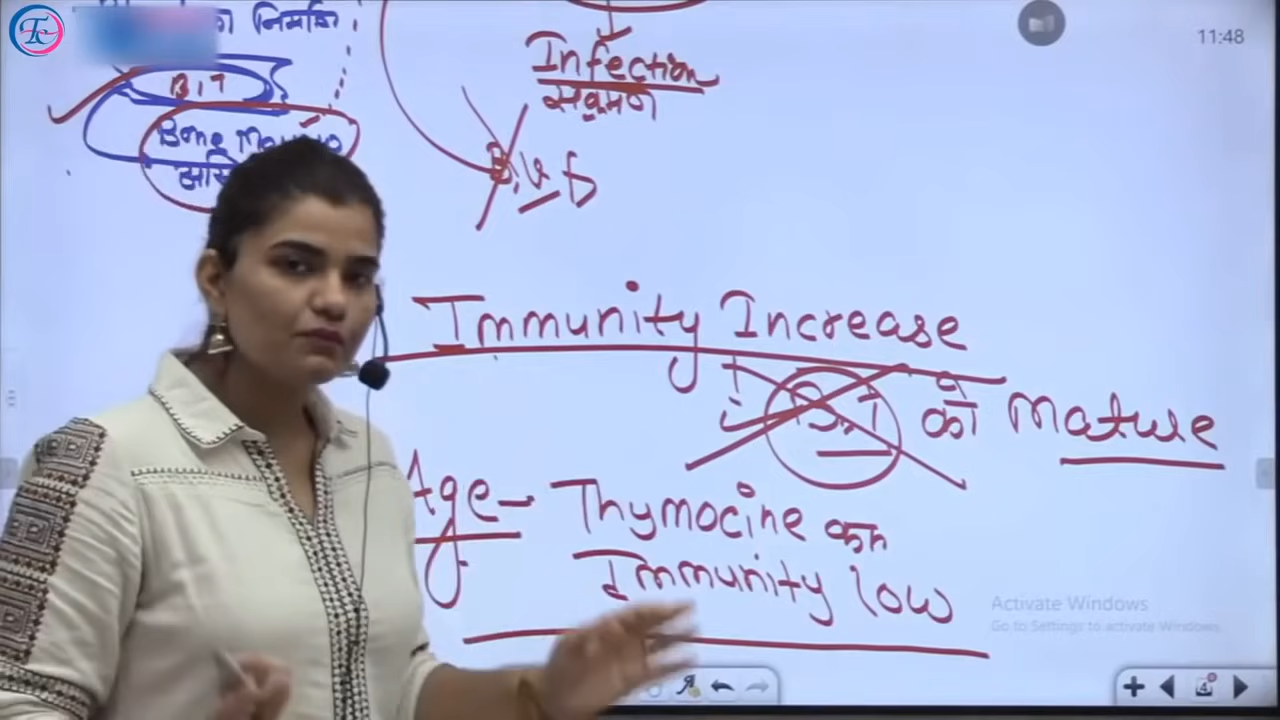 का निर्माण
B, T
Bone
Infection
संक्रमण
11:48
Immunity Increase
B, T को Mature
Age - Thymocine कम
Immunity low
Activate Windows
Go to Settings to activate Windows.
4